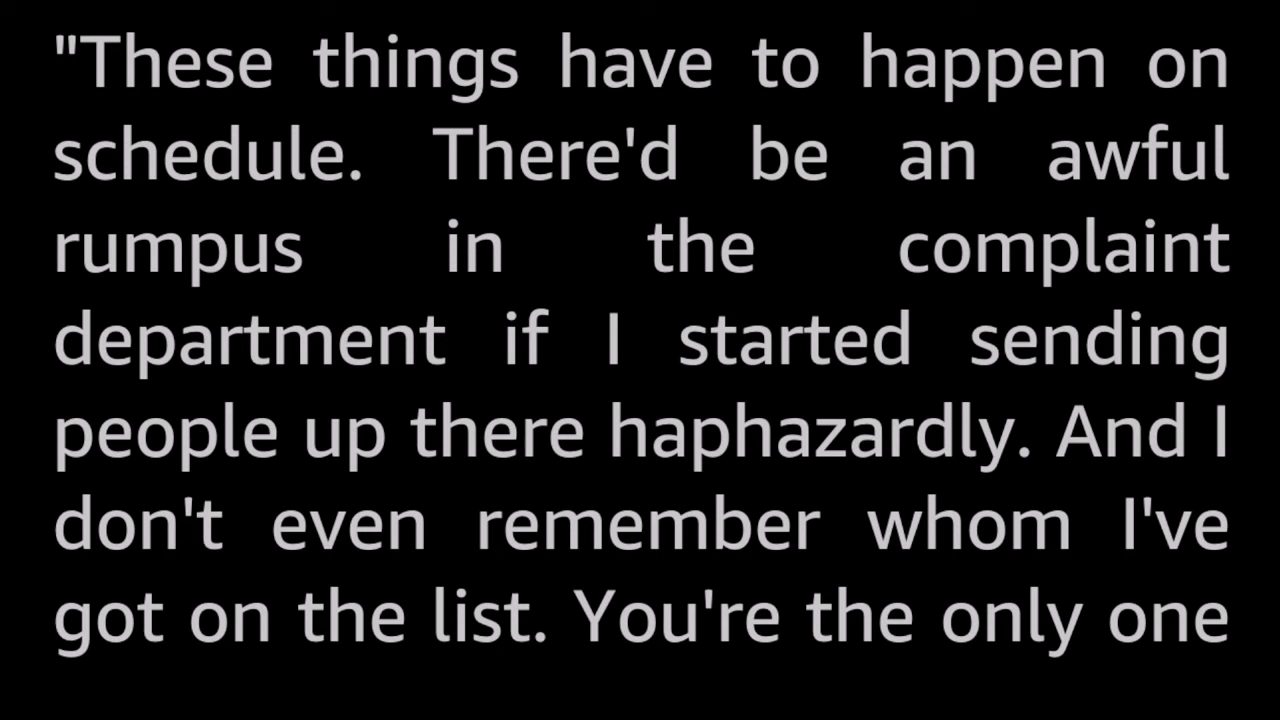 "These things have to happen on
schedule. There'd be an awful
rumpus in the complaint
department if I started sending
people up there haphazardly. And I
don't even remember whom I've
got on the list. You're the only one